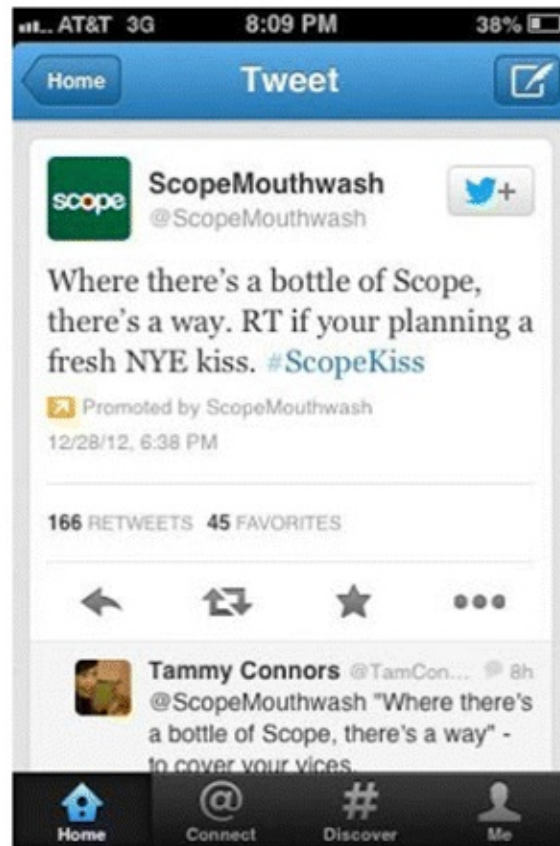 AT&T 3G 8:09 PM 38%
Home Tweet
scope
ScopeMouthwash
@ScopeMouthwash
Where there's a bottle of Scope,
there's a way. RT if your planning a
fresh NYE kiss. #ScopeKiss
Promoted by ScopeMouthwash
12/28/12, 6:38 PM
166 RETWEETS 45 FAVORITES
Tammy Connors @TamCon... 8h
@ScopeMouthwash "Where there's
a bottle of Scope, there's a way" -
to cover your vices.
Home Connect Discover Me